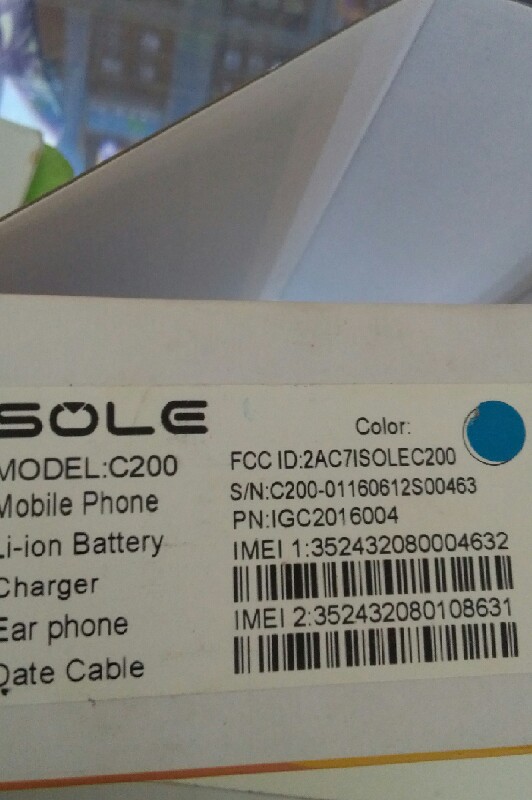 SOLE
MODEL:C200
Mobile Phone
Li-ion Battery
Charger
Ear phone
Date Cable
Color:
FCC ID:2AC7ISOLEC200
S/N:C200-01160612S00463
PN:IGC2016004
IMEI 1:352432080004632
IMEI 2:352432080108631